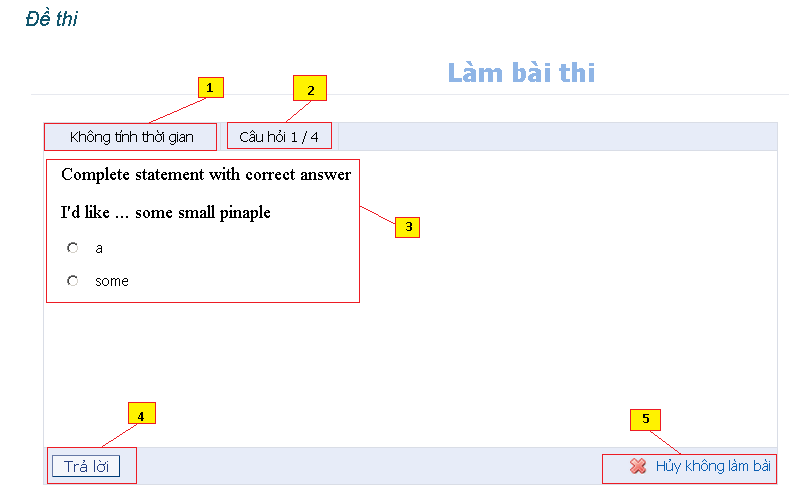 Đề thi
Làm bài thi
1
2
Không tính thời gian
Câu hỏi 1 / 4
Complete statement with correct answer
I'd like ... some small pinaple
3
a
some
4
5
Trả lời
Hủy không làm bài